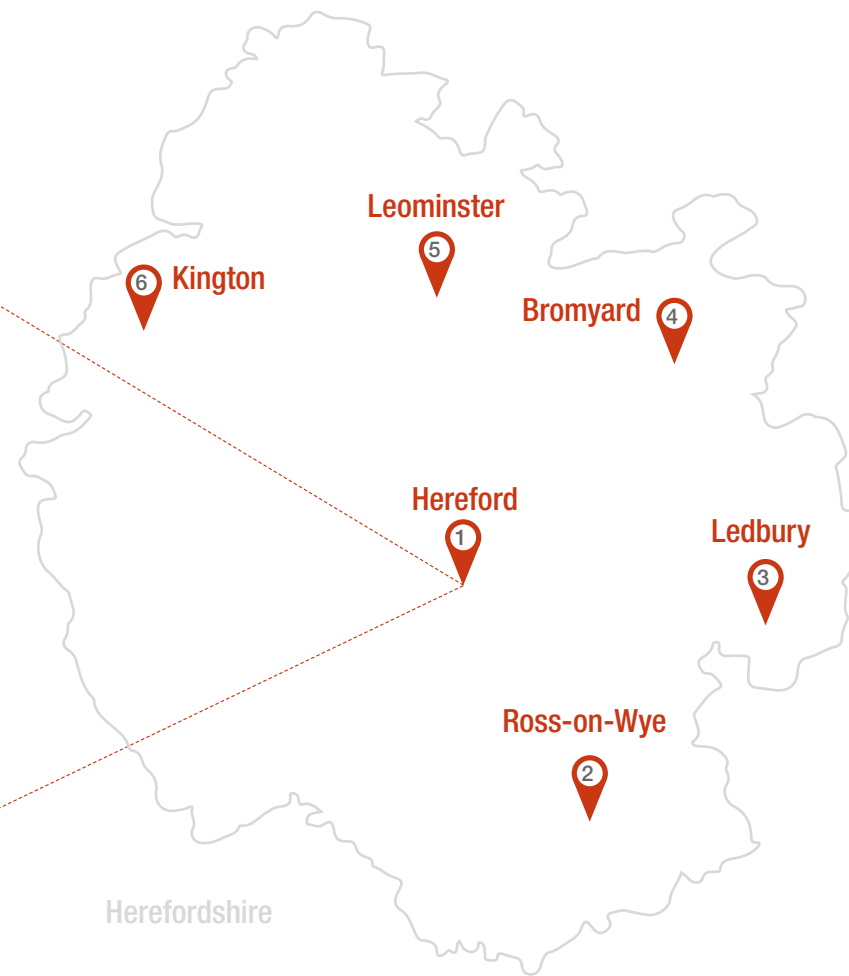 Leominster
5
6
Kington
Bromyard
4
Hereford
1
Ledbury
3
Ross-on-Wye
2
Herefordshire